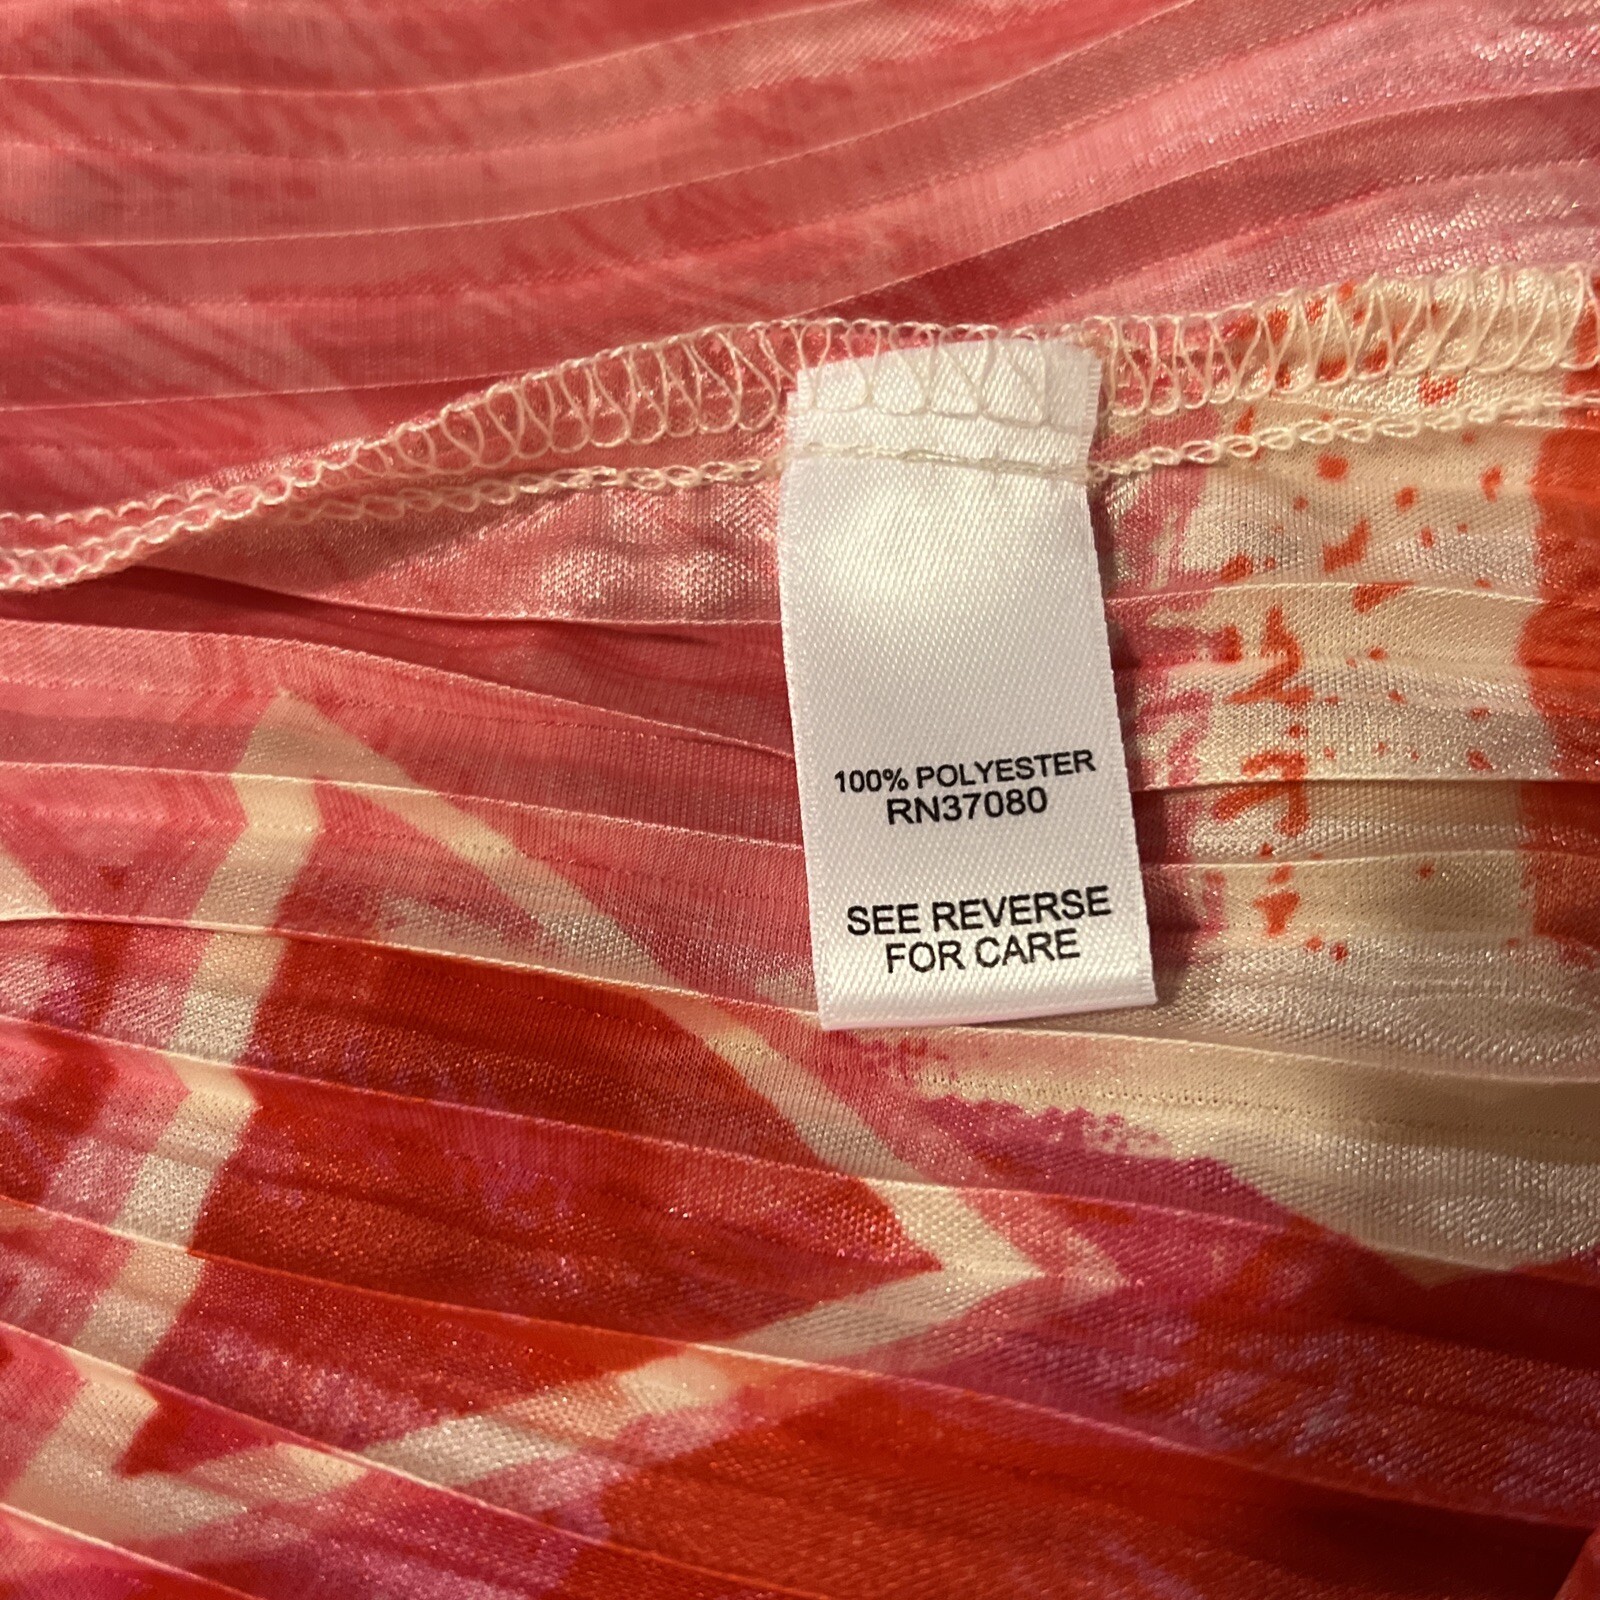 100% POLYESTER
RN37080
SEE REVERSE
FOR CARE